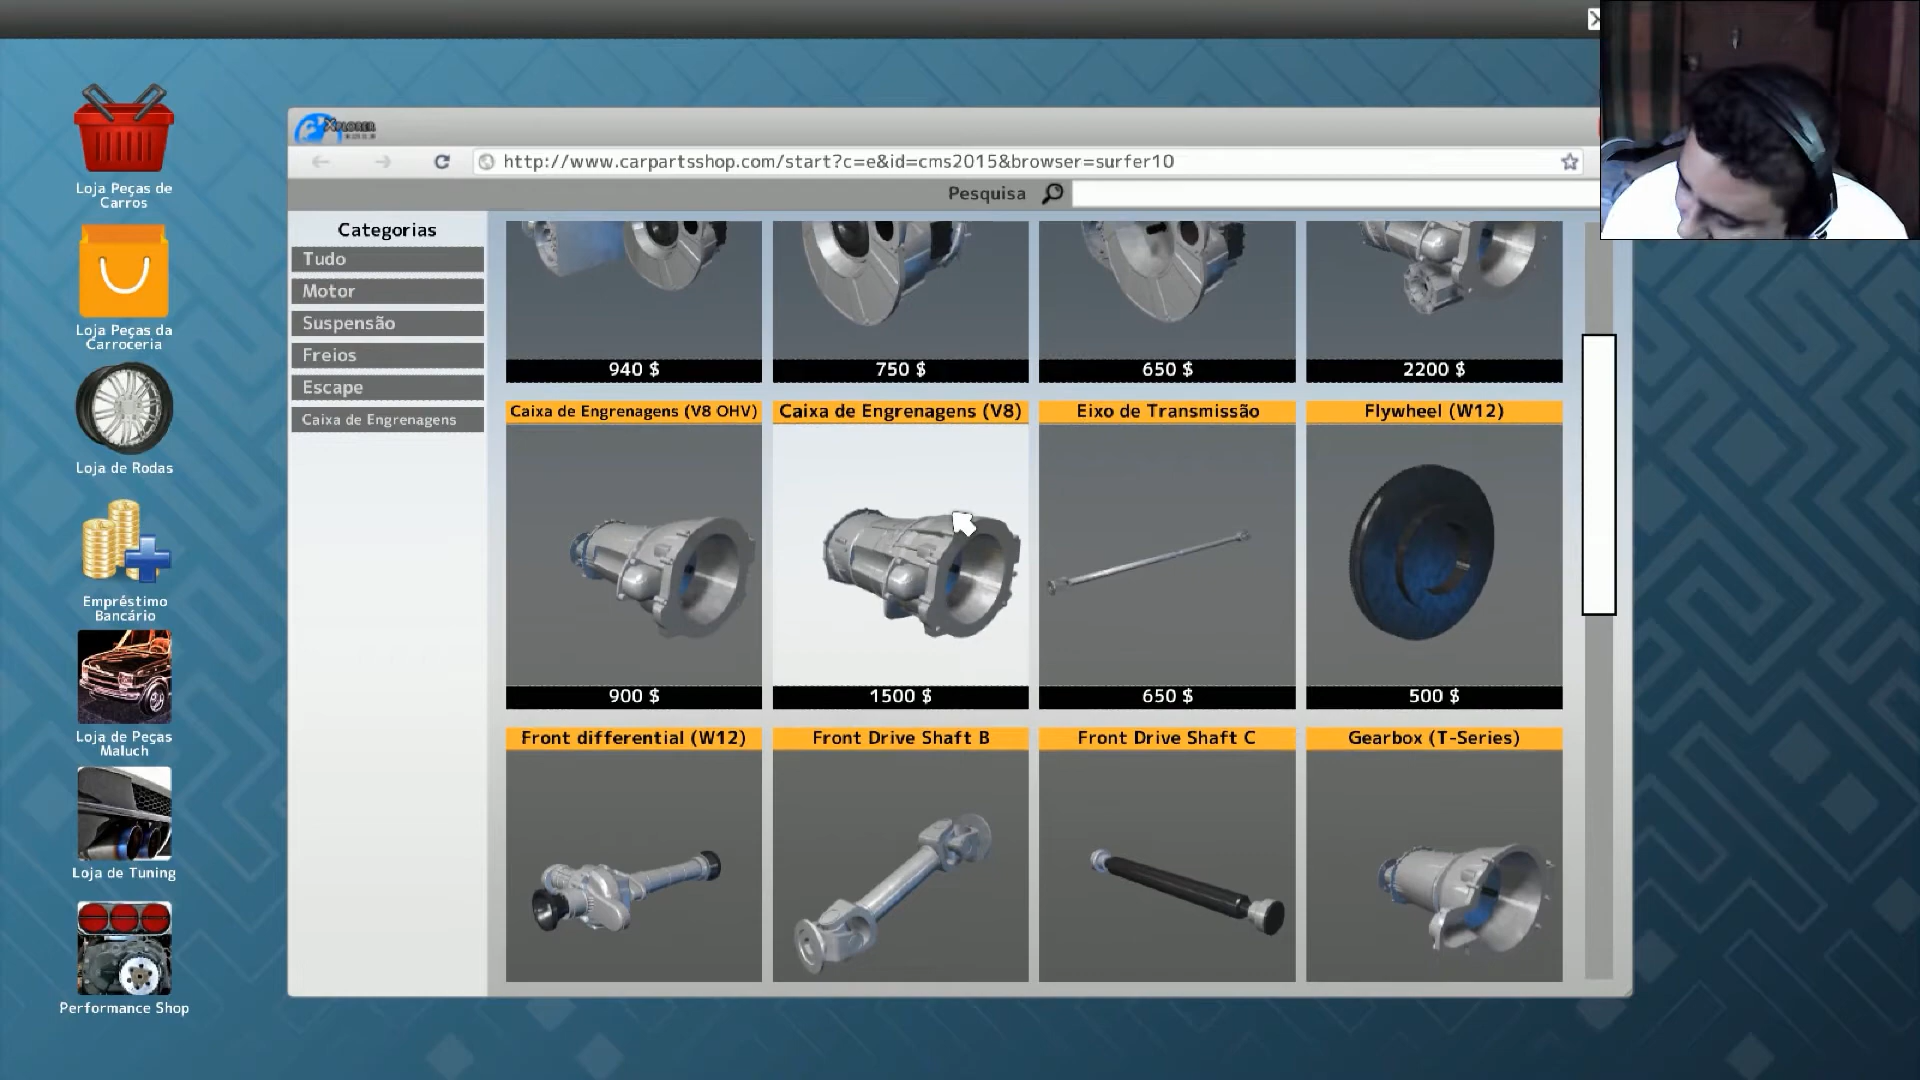 XPLORER
http://www.carpartsshop.com/start?c=e&id=cms2015&browser=surfer10
Pesquisa
Loja Peças de
Carros
Loja Peças da
Carroceria
Loja de Rodas
Empréstimo
Bancário
Loja de Peças
Maluch
Loja de Tuning
Performance Shop
Categorias
Tudo
Motor
Suspensão
Freios
Escape
Caixa de Engrenagens
940 $
750 $
650 $
2200 $
Caixa de Engrenagens (V8 OHV)
Caixa de Engrenagens (V8)
Eixo de Transmissão
Flywheel (W12)
900 $
1500 $
650 $
500 $
Front differential (W12)
Front Drive Shaft B
Front Drive Shaft C
Gearbox (T-Series)